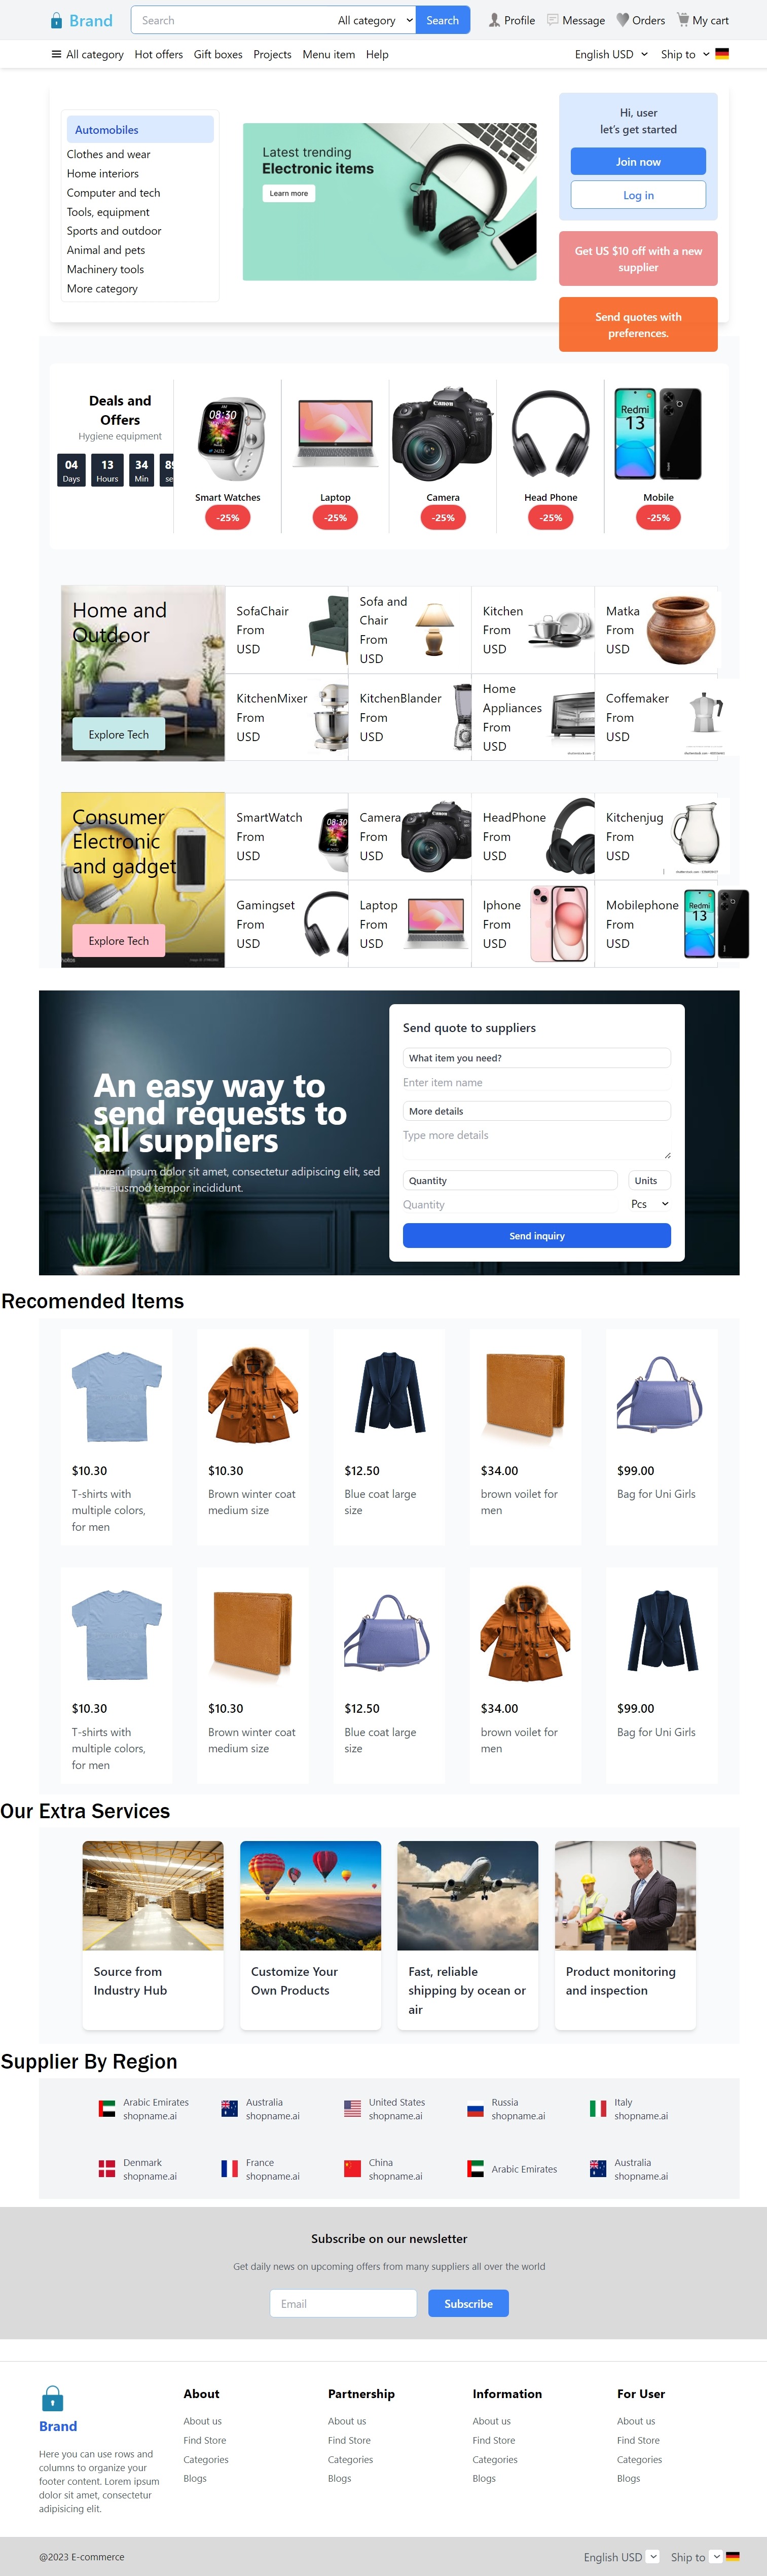 Brand
Search
All category
Search
Profile
Message
Orders
My cart
All category
Hot offers
Gift boxes
Projects
Menu item
Help
English USD
Ship to
Automobiles
Clothes and wear
Home interiors
Computer and tech
Tools, equipment
Sports and outdoor
Animal and pets
Machinery tools
More category
Latest trending
Electronic items
Learn more
Hi, user
let's get started
Join now
Log in
Get US $10 off with a new
supplier
Send quotes with
preferences.
Deals and
Offers
Hygiene equipment
04
Days
13
Hours
34
Min
08:30
Smart Watches
-25%
Laptop
-25%
Canon
Camera
-25%
Head Phone
-25%
Redmi
13
Mobile
-25%
Home and
Outdoor
Explore Tech
SofaChair
From
USD
Sofa and
Chair
From
USD
Kitchen
From
USD
Matka
From
USD
KitchenMixer
From
USD
KitchenBlander
From
USD
Home
Appliances
From
USD
Coffemaker
From
USD
Consumer
Electronic
and gadget
Explore Tech
SmartWatch
From
USD
08:30
Camera
From
USD
Canon
HeadPhone
From
USD
Kitchenjug
From
USD
Gamingset
From
USD
Laptop
From
USD
Iphone
From
USD
Mobilephone
From
USD
Redmi
13
An easy way to
send requests to
all suppliers
Lorem ipsum dolor sit amet, consectetur adipiscing elit, sed
do eiusmod tempor incididunt.
Send quote to suppliers
What item you need?
Enter item name
More details
Type more details
Quantity
Units
Quantity
Pcs
Send inquiry
Recomended Items
$10.30
T-shirts with
multiple colors,
for men
$10.30
Brown winter coat
medium size
$12.50
Blue coat large
size
$34.00
brown voilet for
men
$99.00
Bag for Uni Girls
$10.30
T-shirts with
multiple colors,
for men
$10.30
Brown winter coat
medium size
$12.50
Blue coat large
size
$34.00
brown voilet for
men
$99.00
Bag for Uni Girls
Our Extra Services
Source from
Industry Hub
Customize Your
Own Products
Fast, reliable
shipping by ocean or
air
Product monitoring
and inspection
Supplier By Region
Arabic Emirates
shopname.ai
Australia
shopname.ai
United States
shopname.ai
Russia
shopname.ai
Italy
shopname.ai
Denmark
shopname.ai
France
shopname.ai
China
shopname.ai
Arabic Emirates
Australia
shopname.ai
Subscribe on our newsletter
Get daily news on upcoming offers from many suppliers all over the world
Email
Subscribe
Brand
Here you can use rows and
columns to organize your
footer content. Lorem ipsum
dolor sit amet, consectetur
adipisicing elit.
About
About us
Find Store
Categories
Blogs
Partnership
About us
Find Store
Categories
Blogs
Information
About us
Find Store
Categories
Blogs
For User
About us
Find Store
Categories
Blogs
@2023 E-commerce
English USD
Ship to